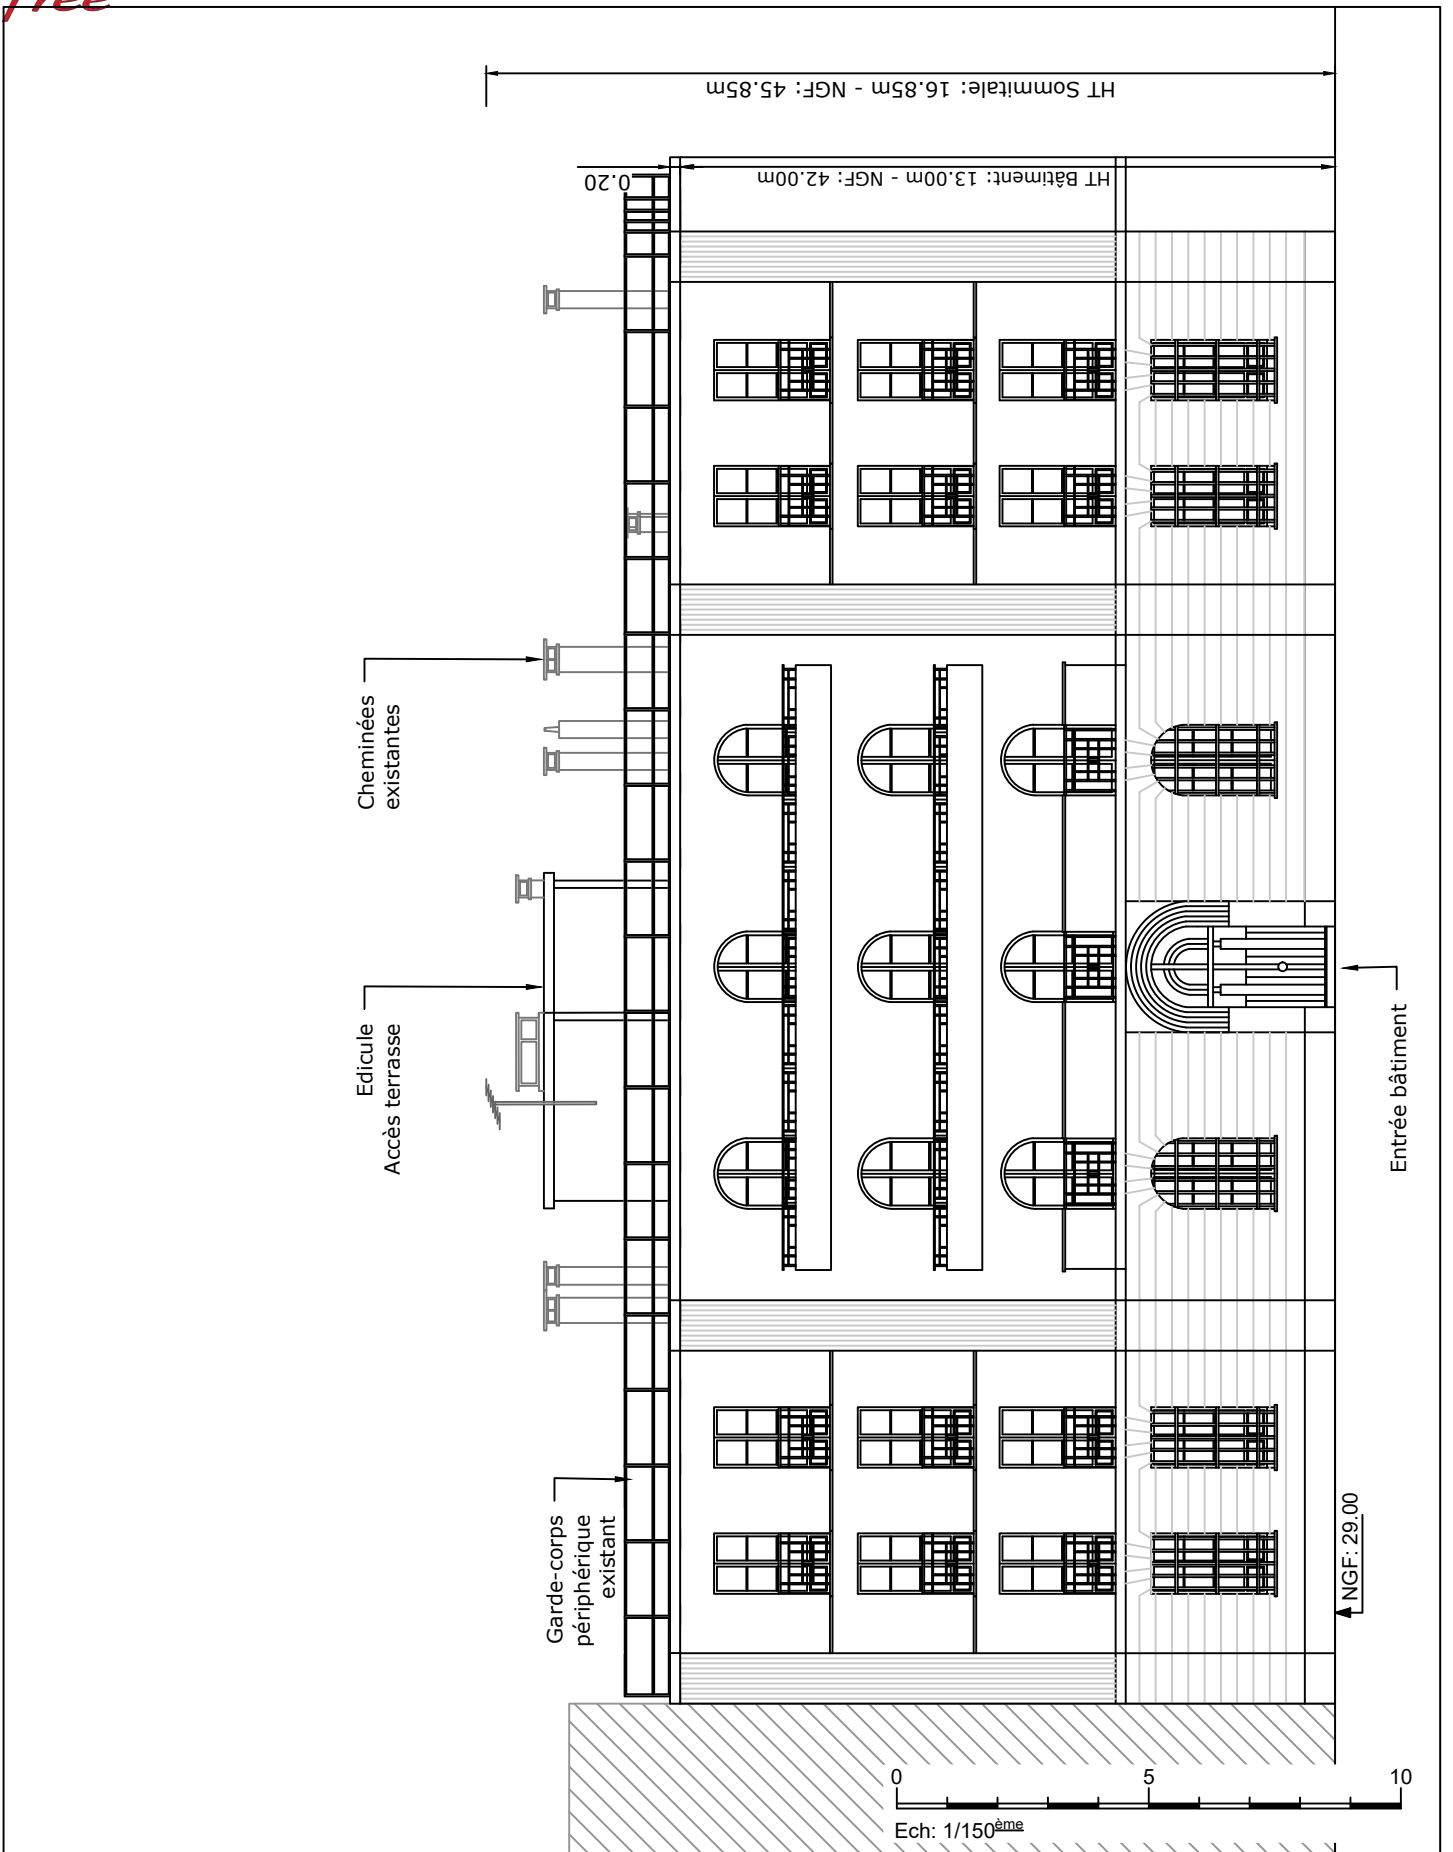 free
HT Sommitale: 16.85m - NGF: 45.85m
HT Bâtiment: 13.00m - NGF: 42.00m
0.20
Cheminées
existantes
Edicule
Accès terrasse
Garde-corps
périphérique
existant
Entrée bâtiment
NGF: 29.00
0 5 10
Ech: 1/150ème